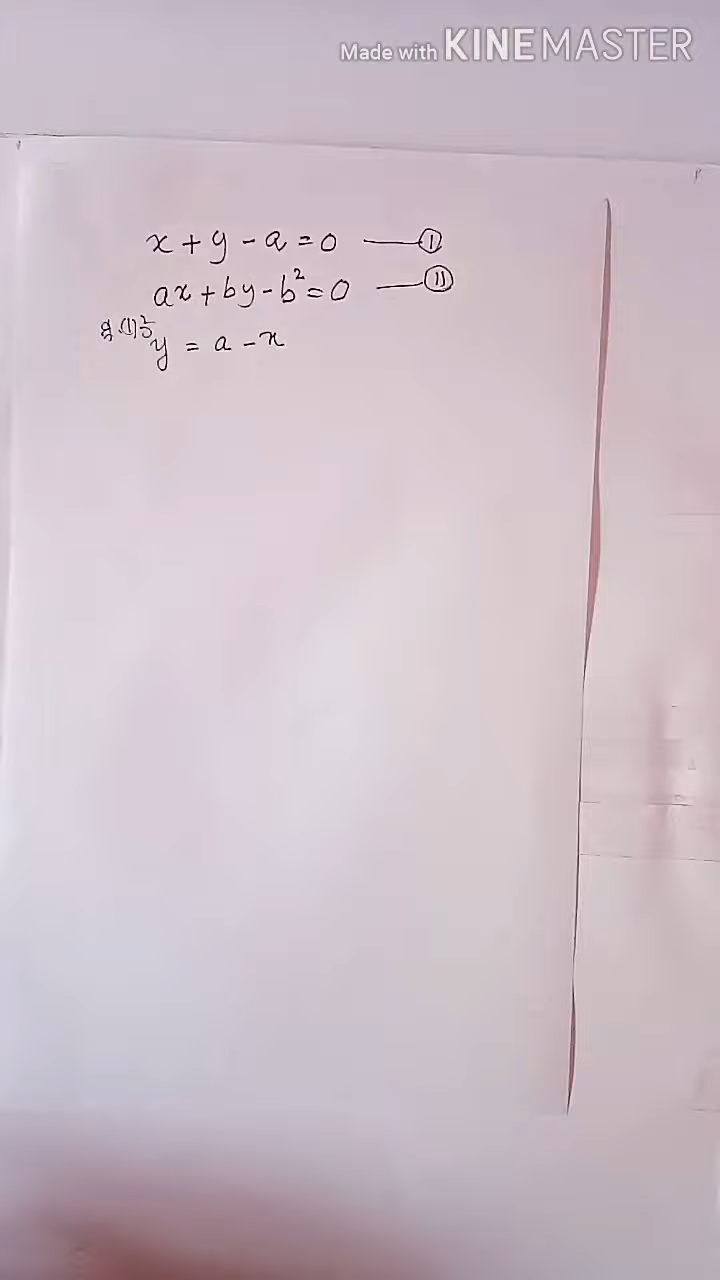 Made with KINEMASTER
x + y - a = 0 —— (I)
ax + by - b² = 0 —— (II)
y = a - x